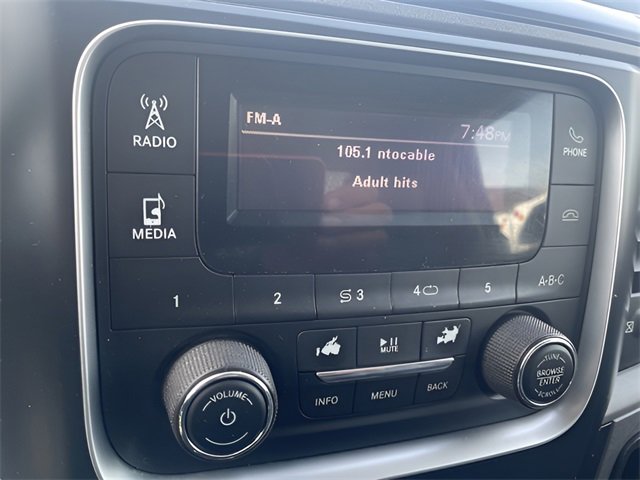 FM-A
7:48PM
105.1 ntocable
Adult hits
RADIO
MEDIA
PHONE
1
2
3
4
5
A·B·C
MUTE
INFO
MENU
BACK
VOLUME
TUNE
BROWSE
ENTER
SCROLL